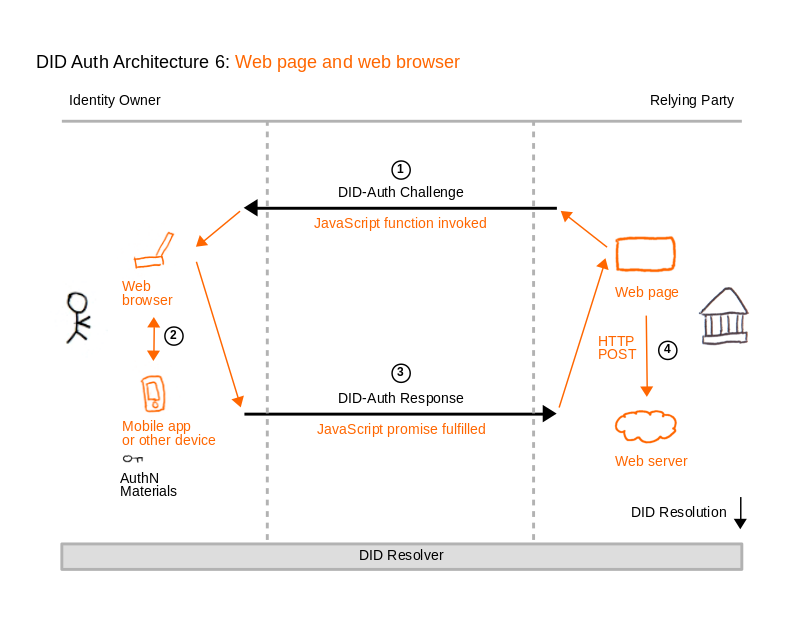 DID Auth Architecture 6: Web page and web browser
Identity Owner
Relying Party
1
DID-Auth Challenge
JavaScript function invoked
Web
browser
2
Mobile app
or other device
AuthN
Materials
3
DID-Auth Response
JavaScript promise fulfilled
Web page
HTTP
POST
4
Web server
DID Resolution
DID Resolver